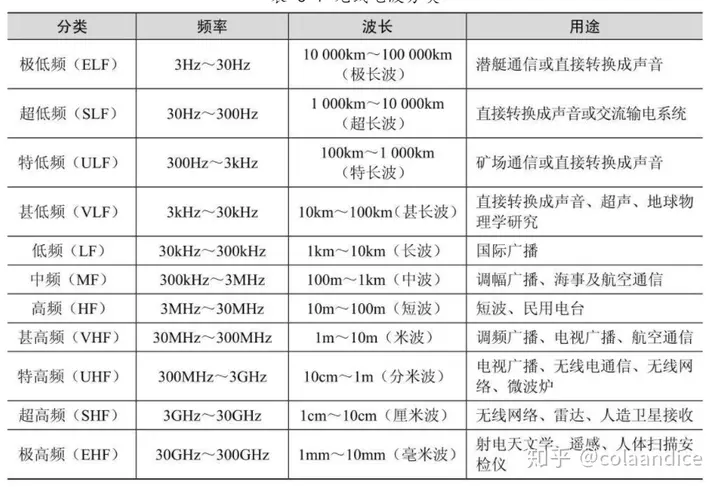 分类 频率 波长 用途
极低频（ELF） 3Hz～30Hz 10 000km～100 000km
（极长波） 潜艇通信或直接转换成声音
超低频（SLF） 30Hz～300Hz 1 000km～10 000km
（超长波） 直接转换成声音或交流输电系统
特低频（ULF） 300Hz～3kHz 100km～1 000km
（特长波） 矿场通信或直接转换成声音
甚低频（VLF） 3kHz～30kHz 10km～100km（甚长波） 直接转换成声音、超声、地球物
理学研究
低频（LF） 30kHz～300kHz 1km～10km（长波） 国际广播
中频（MF） 300kHz～3MHz 100m～1km（中波） 调幅广播、海事及航空通信
高频（HF） 3MHz～30MHz 10m～100m（短波） 短波、民用电台
甚高频（VHF） 30MHz～300MHz 1m～10m（米波） 调频广播、电视广播、航空通信
特高频（UHF） 300MHz～3GHz 10cm～1m（分米波） 电视广播、无线电通信、无线网
络、微波炉
超高频（SHF） 3GHz～30GHz 1cm～10cm（厘米波） 无线网络、雷达、人造卫星接收
极高频（EHF） 30GHz～300GHz 1mm～10mm（毫米波） 射电天文学、遥感、人体扫描安
检仪
知乎 @colaandice